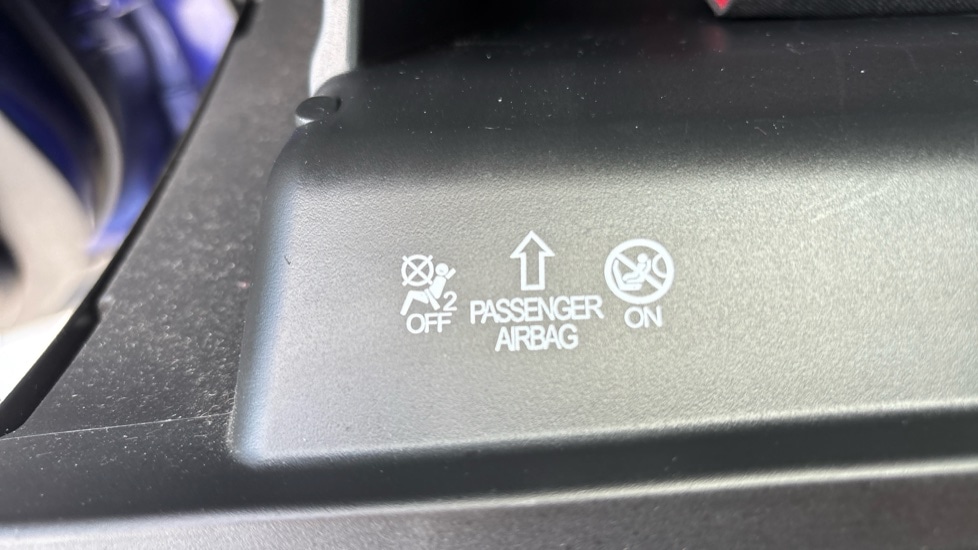 2
OFF
PASSENGER
AIRBAG
ON